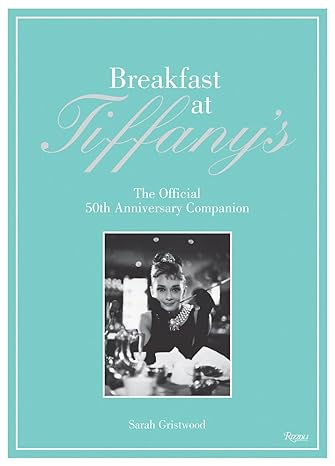 Breakfast
at
Tiffany's
The Official
50th Anniversary Companion
Sarah Gristwood
Rizzoli